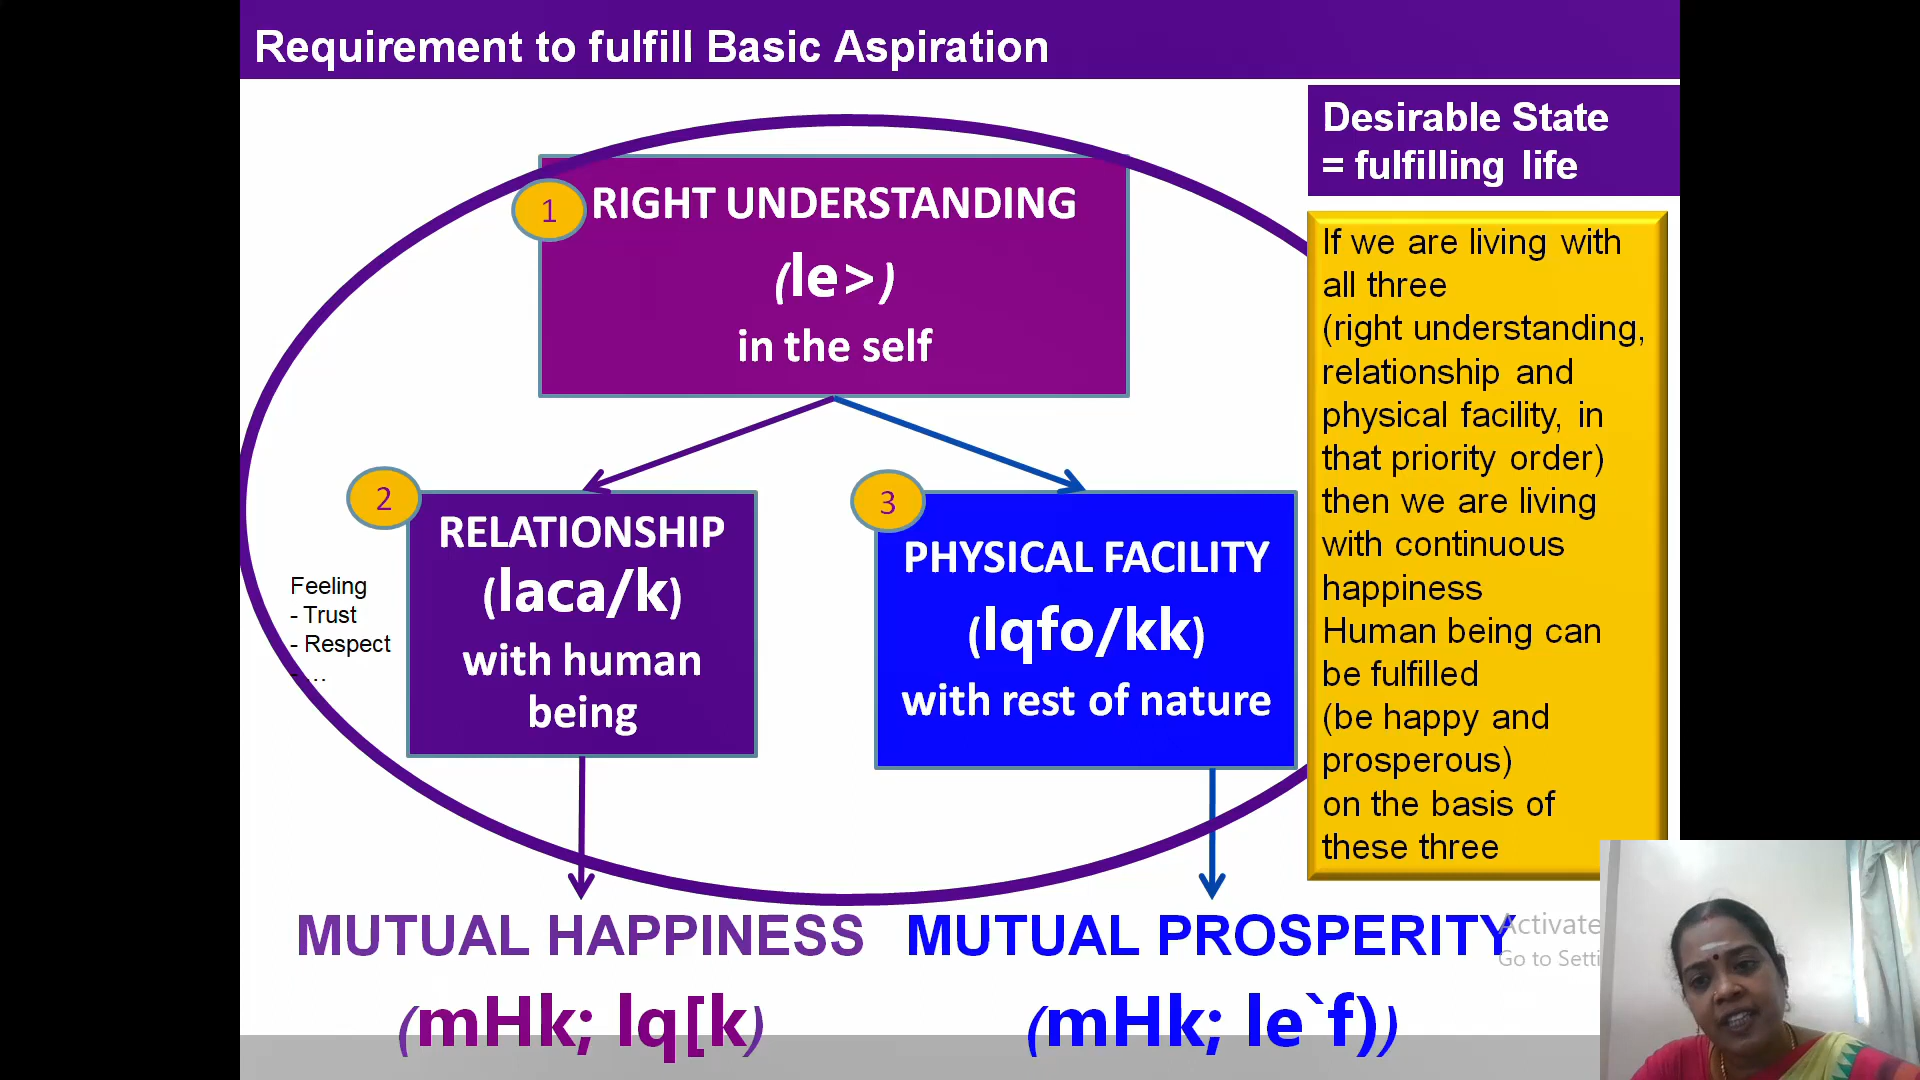 Requirement to fulfill Basic Aspiration
Desirable State
= fulfilling life
1
RIGHT UNDERSTANDING
(le>)
in the self
2
RELATIONSHIP
(laca/k)
with human
being
Feeling
- Trust
- Respect
- ...
3
PHYSICAL FACILITY
(lqfo/kk)
with rest of nature
If we are living with
all three
(right understanding,
relationship and
physical facility, in
that priority order)
then we are living
with continuous
happiness
Human being can
be fulfilled
(be happy and
prosperous)
on the basis of
these three
MUTUAL HAPPINESS
(mHk; lq[k)
MUTUAL PROSPERITY
(mHk; le`f))
Activate
Go to Setti